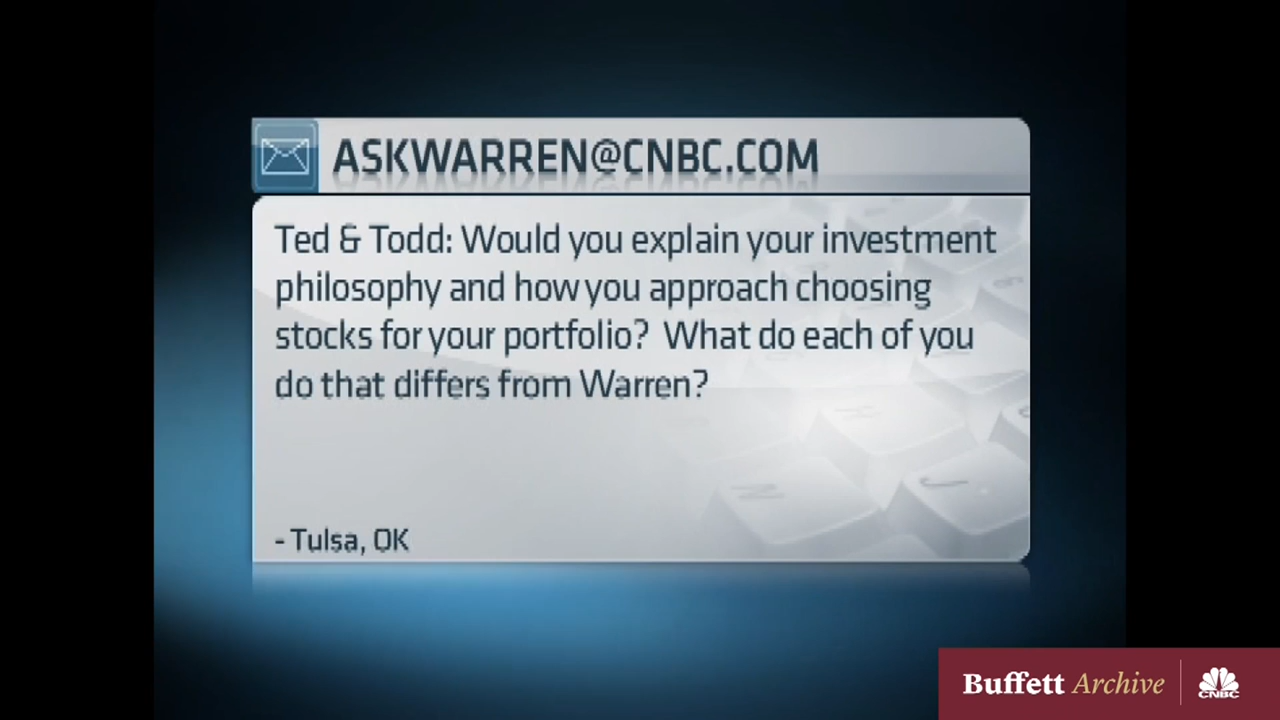 ASKWARREN@CNBC.COM
Ted & Todd: Would you explain your investment
philosophy and how you approach choosing
stocks for your portfolio? What do each of you
do that differs from Warren?
- Tulsa, OK
Buffett Archive
CNBC